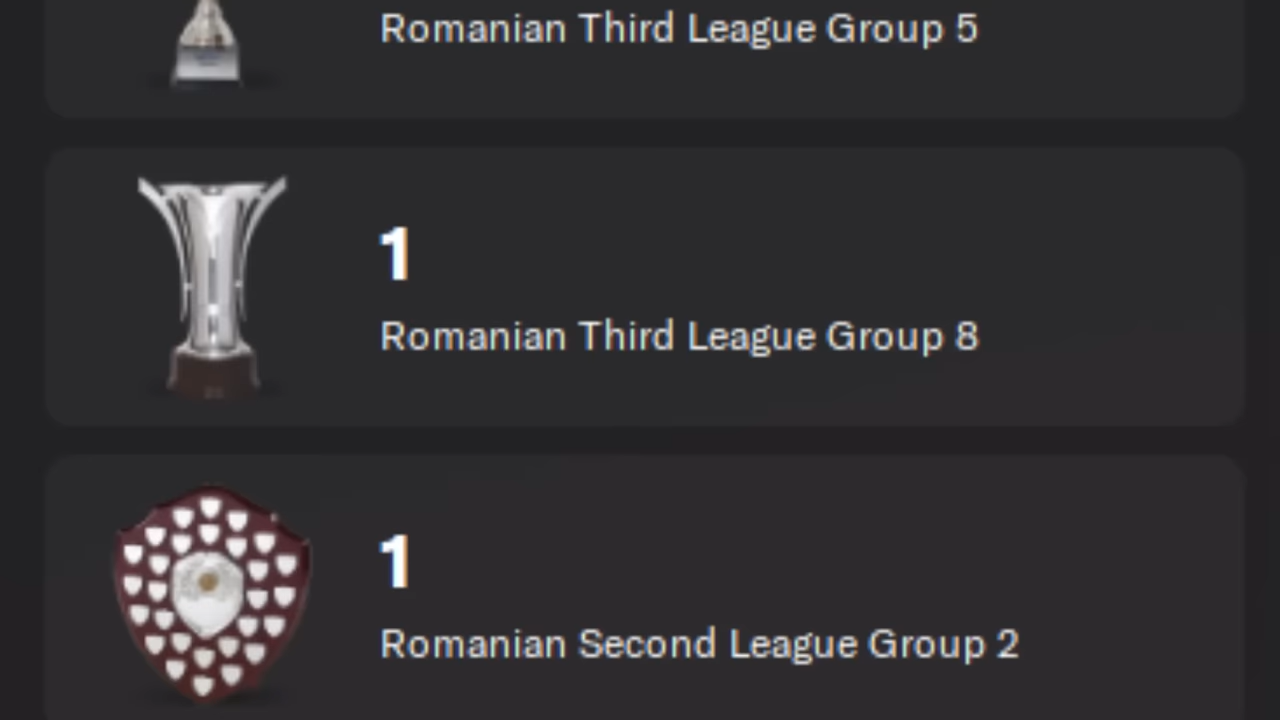 Romanian Third League Group 5
1
Romanian Third League Group 8
1
Romanian Second League Group 2